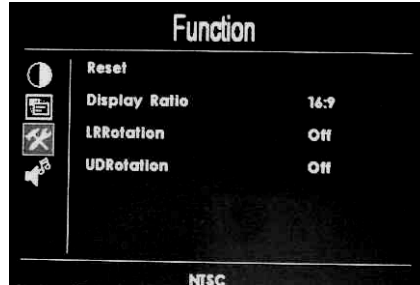 Function
Reset
Display Ratio 16:9
LRRotation Off
UDRotation Off
NTSC